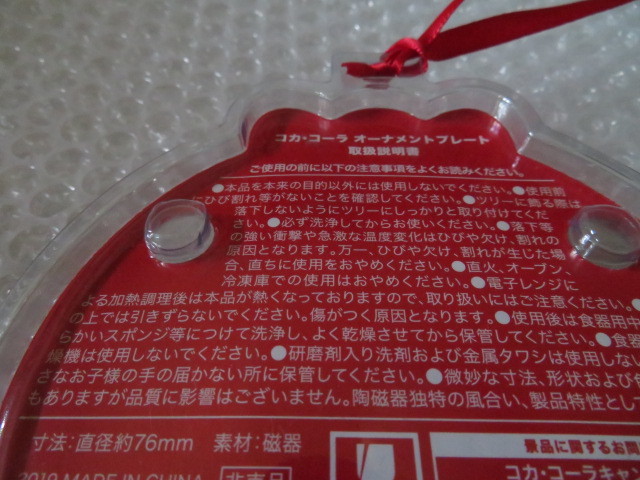 コカ・コーラ オーナメントプレート
取扱説明書
ご使用の前に以下の注意事項をよくお読みください。
●本品を本来の目的以外には使用しないでください。●使用前
にひび割れ等がないことを確認してください。●ツリーに飾る際は
落下しないようにツリーにしっかりと取り付けてくだ
さい。●必ず洗浄してからお使いください。●落下等
の強い衝撃や急激な温度変化はひびや欠け、割れの
原因となります。万一、ひびや欠け、割れが生じた場
合、直ちに使用をおやめください。●直火、オーブン、
冷凍庫での使用はおやめください。●電子レンジに
よる加熱調理後は本品が熱くなっておりますので、取り扱いにはご注意ください。
の上では引きずらないでください。傷がつく原因となります。●使用後は食器用中
らかいスポンジ等につけて洗浄し、よく乾燥させてから保管してください。●食器
燥機は使用しないでください。●研磨剤入り洗剤および金属タワシは使用しない
さなお子様の手の届かない所に保管してください。●微妙な寸法、形状および
もありますが品質に影響はございません。陶磁器独特の風合い、製品特性とし
寸法:直径約76mm 素材:磁器
景品に関するお問
2019 MADE IN CHINA 非売品
コカ・コーラキャン